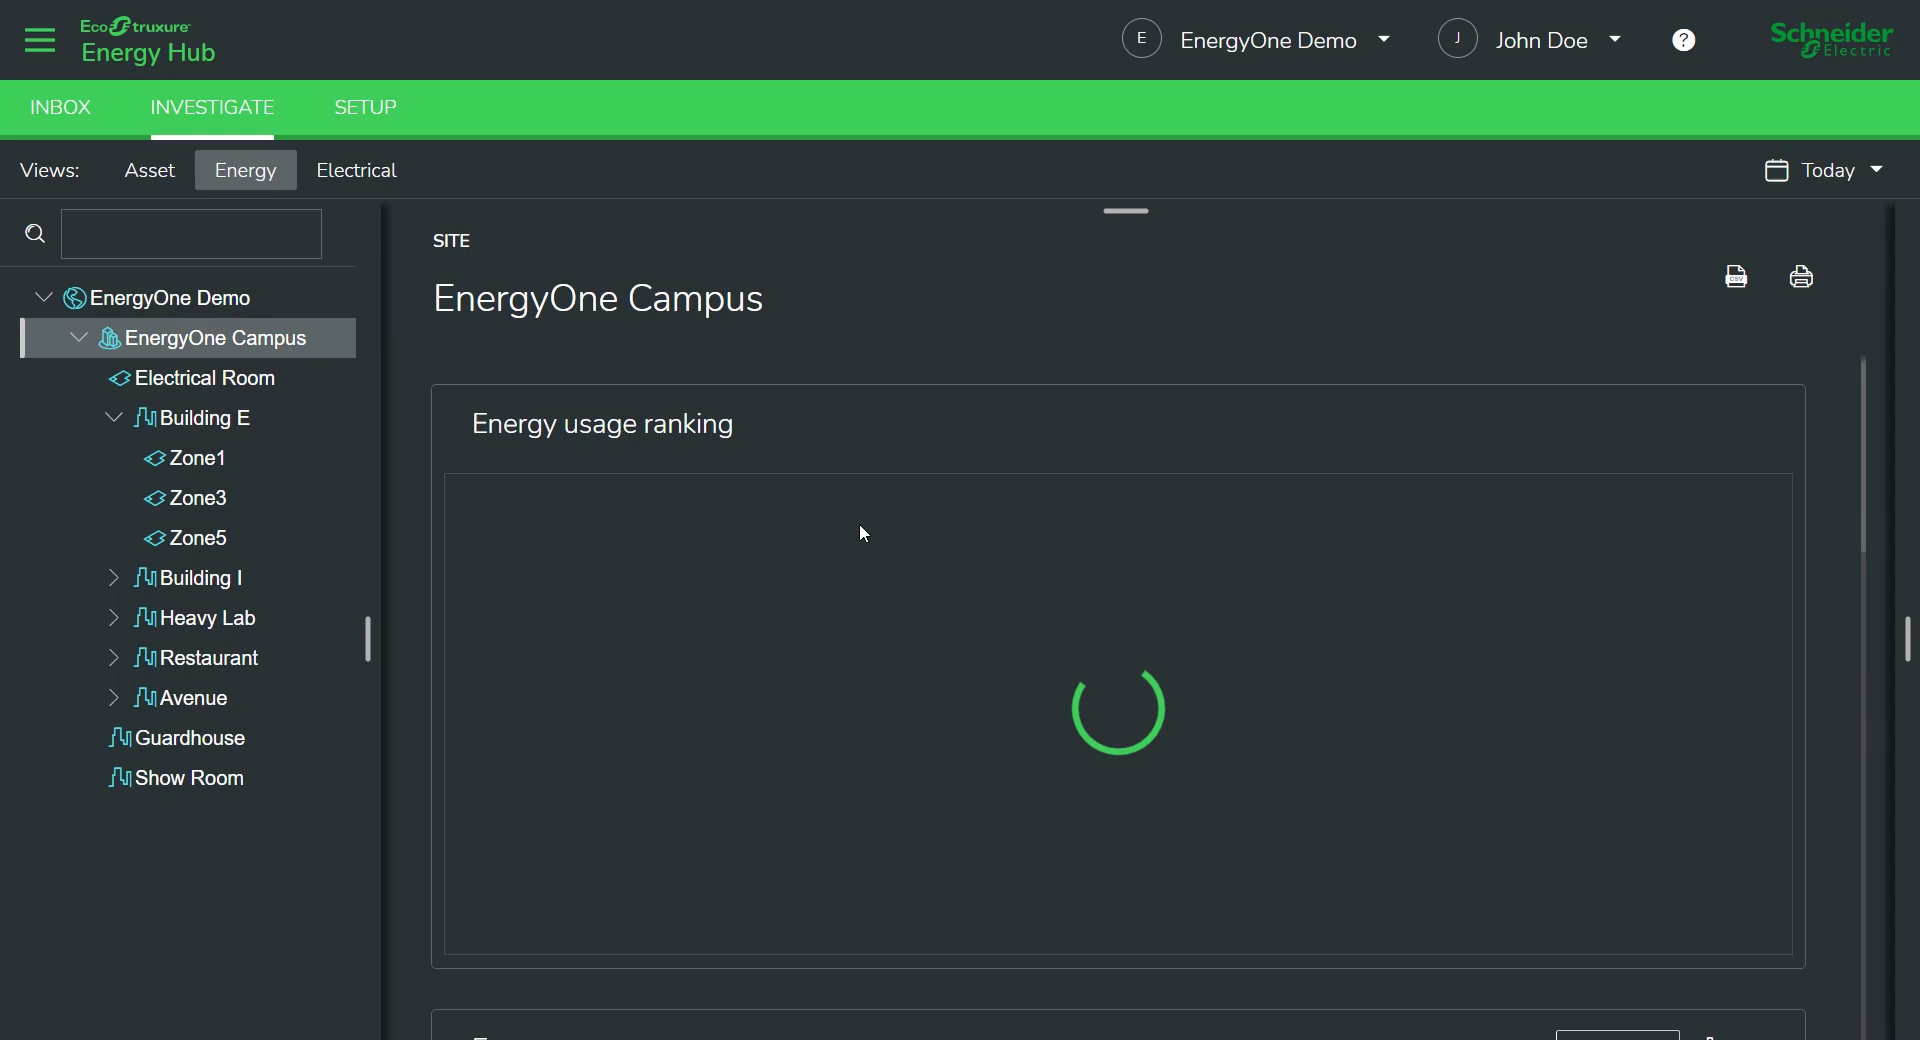 EcoStruxure
Energy Hub
E
EnergyOne Demo
J
John Doe
?
Schneider
Electric
INBOX
INVESTIGATE
SETUP
Views:
Asset
Energy
Electrical
Today
SITE
EnergyOne Campus
CSV
EnergyOne Demo
EnergyOne Campus
Electrical Room
Building E
Zone1
Zone3
Zone5
Building I
Heavy Lab
Restaurant
Avenue
Guardhouse
Show Room
Energy usage ranking